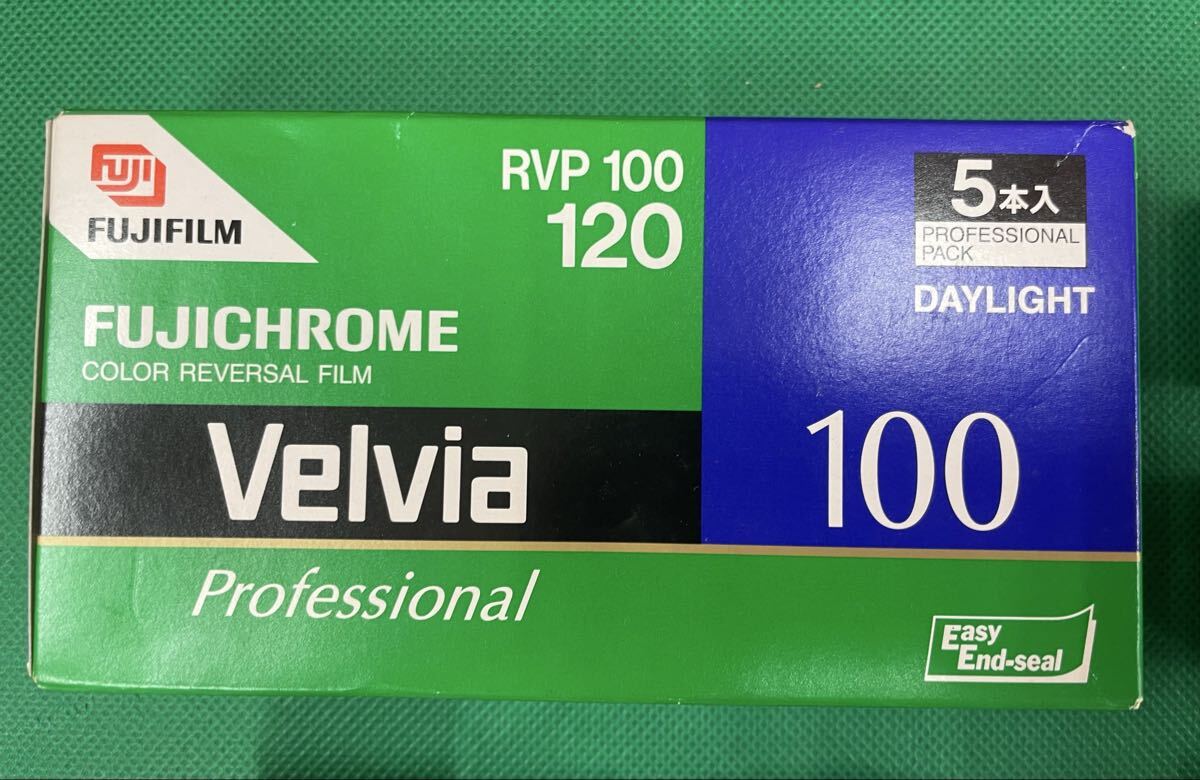 FUJI
FUJIFILM
RVP 100
120
5本入
PROFESSIONAL
PACK
DAYLIGHT
FUJICHROME
COLOR REVERSAL FILM
Velvia
100
Professional
Easy
End-seal